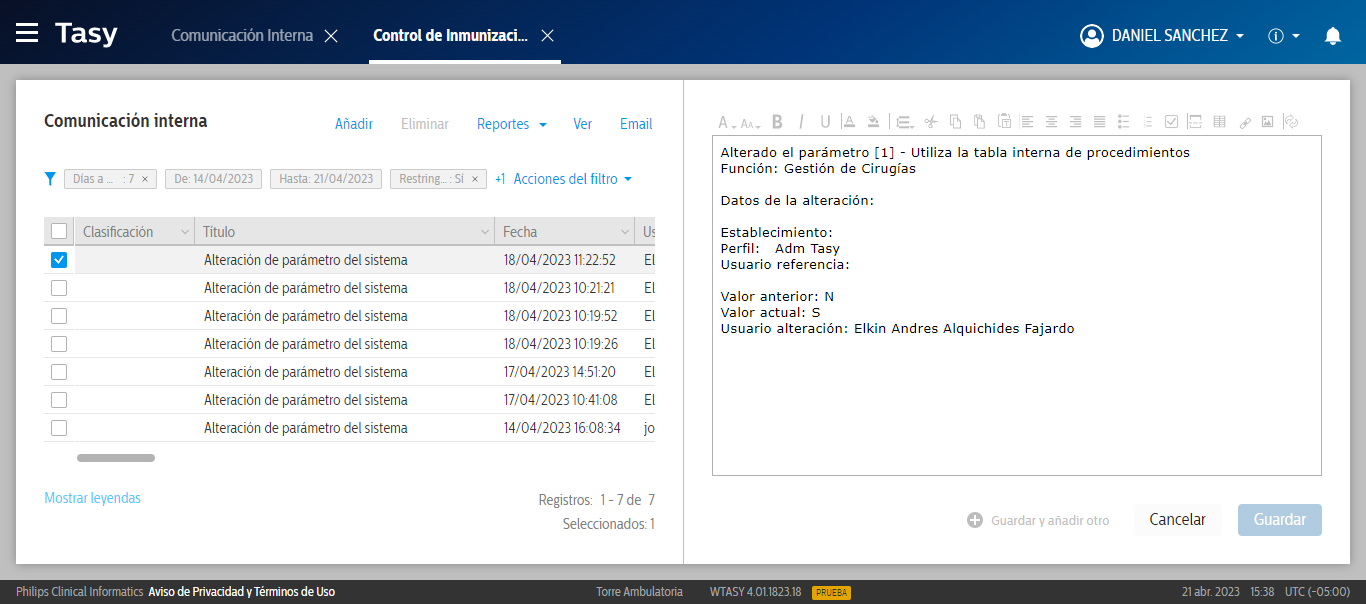 Tasy
Comunicación Interna
Control de Inmunizaci...
DANIEL SANCHEZ
Comunicación interna
Añadir
Eliminar
Reportes
Ver
Email
Días a ... : 7 ×
De: 14/04/2023
Hasta: 21/04/2023
Restring... : Sí ×
+1
Acciones del filtro
Clasificación Título Fecha Us
Alteración de parámetro del sistema 18/04/2023 11:22:52 El
Alteración de parámetro del sistema 18/04/2023 10:21:21 El
Alteración de parámetro del sistema 18/04/2023 10:19:52 El
Alteración de parámetro del sistema 18/04/2023 10:19:26 El
Alteración de parámetro del sistema 17/04/2023 14:51:20 El
Alteración de parámetro del sistema 17/04/2023 10:41:08 El
Alteración de parámetro del sistema 14/04/2023 16:08:34 jo
Mostrar leyendas
Registros: 1 - 7 de 7
Seleccionados: 1
Alterado el parámetro [1] - Utiliza la tabla interna de procedimientos
Función: Gestión de Cirugías
Datos de la alteración:
Establecimiento:
Perfil: Adm Tasy
Usuario referencia:
Valor anterior: N
Valor actual: S
Usuario alteración: Elkin Andres Alquichides Fajardo
Guardar y añadir otro
Cancelar
Guardar
Philips Clinical Informatics Aviso de Privacidad y Términos de Uso
Torre Ambulatoria
WTASY 4.01.1823.18
PRUEBA
21 abr. 2023 15:38 UTC (-05:00)